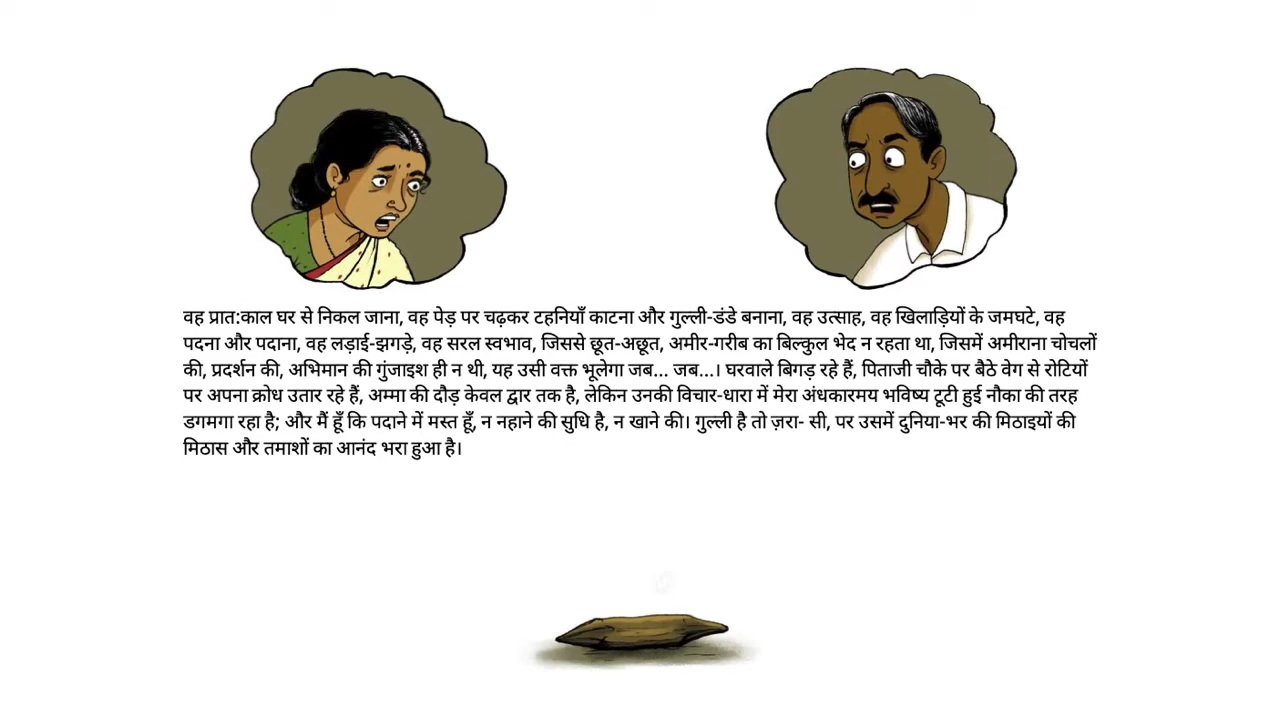 वह प्रात:काल घर से निकल जाना, वह पेड़ पर चढ़कर टहनियाँ काटना और गुल्ली-डंडे बनाना, वह उत्साह, वह खिलाड़ियों के जमघटे, वह
पदना और पदाना, वह लड़ाई-झगड़े, वह सरल स्वभाव, जिससे छूत-अछूत, अमीर-गरीब का बिल्कुल भेद न रहता था, जिसमें अमीराना चोचलों
की, प्रदर्शन की, अभिमान की गुंजाइश ही न थी, यह उसी वक्त भूलेगा जब... जब...। घरवाले बिगड़ रहे हैं, पिताजी चौके पर बैठे वेग से रोटियों
पर अपना क्रोध उतार रहे हैं, अम्मा की दौड़ केवल द्वार तक है, लेकिन उनकी विचार-धारा में मेरा अंधकारमय भविष्य टूटी हुई नौका की तरह
डगमगा रहा है; और मैं हूँ कि पदाने में मस्त हूँ, न नहाने की सुधि है, न खाने की। गुल्ली है तो ज़रा- सी, पर उसमें दुनिया-भर की मिठाइयों की
मिठास और तमाशों का आनंद भरा हुआ है।